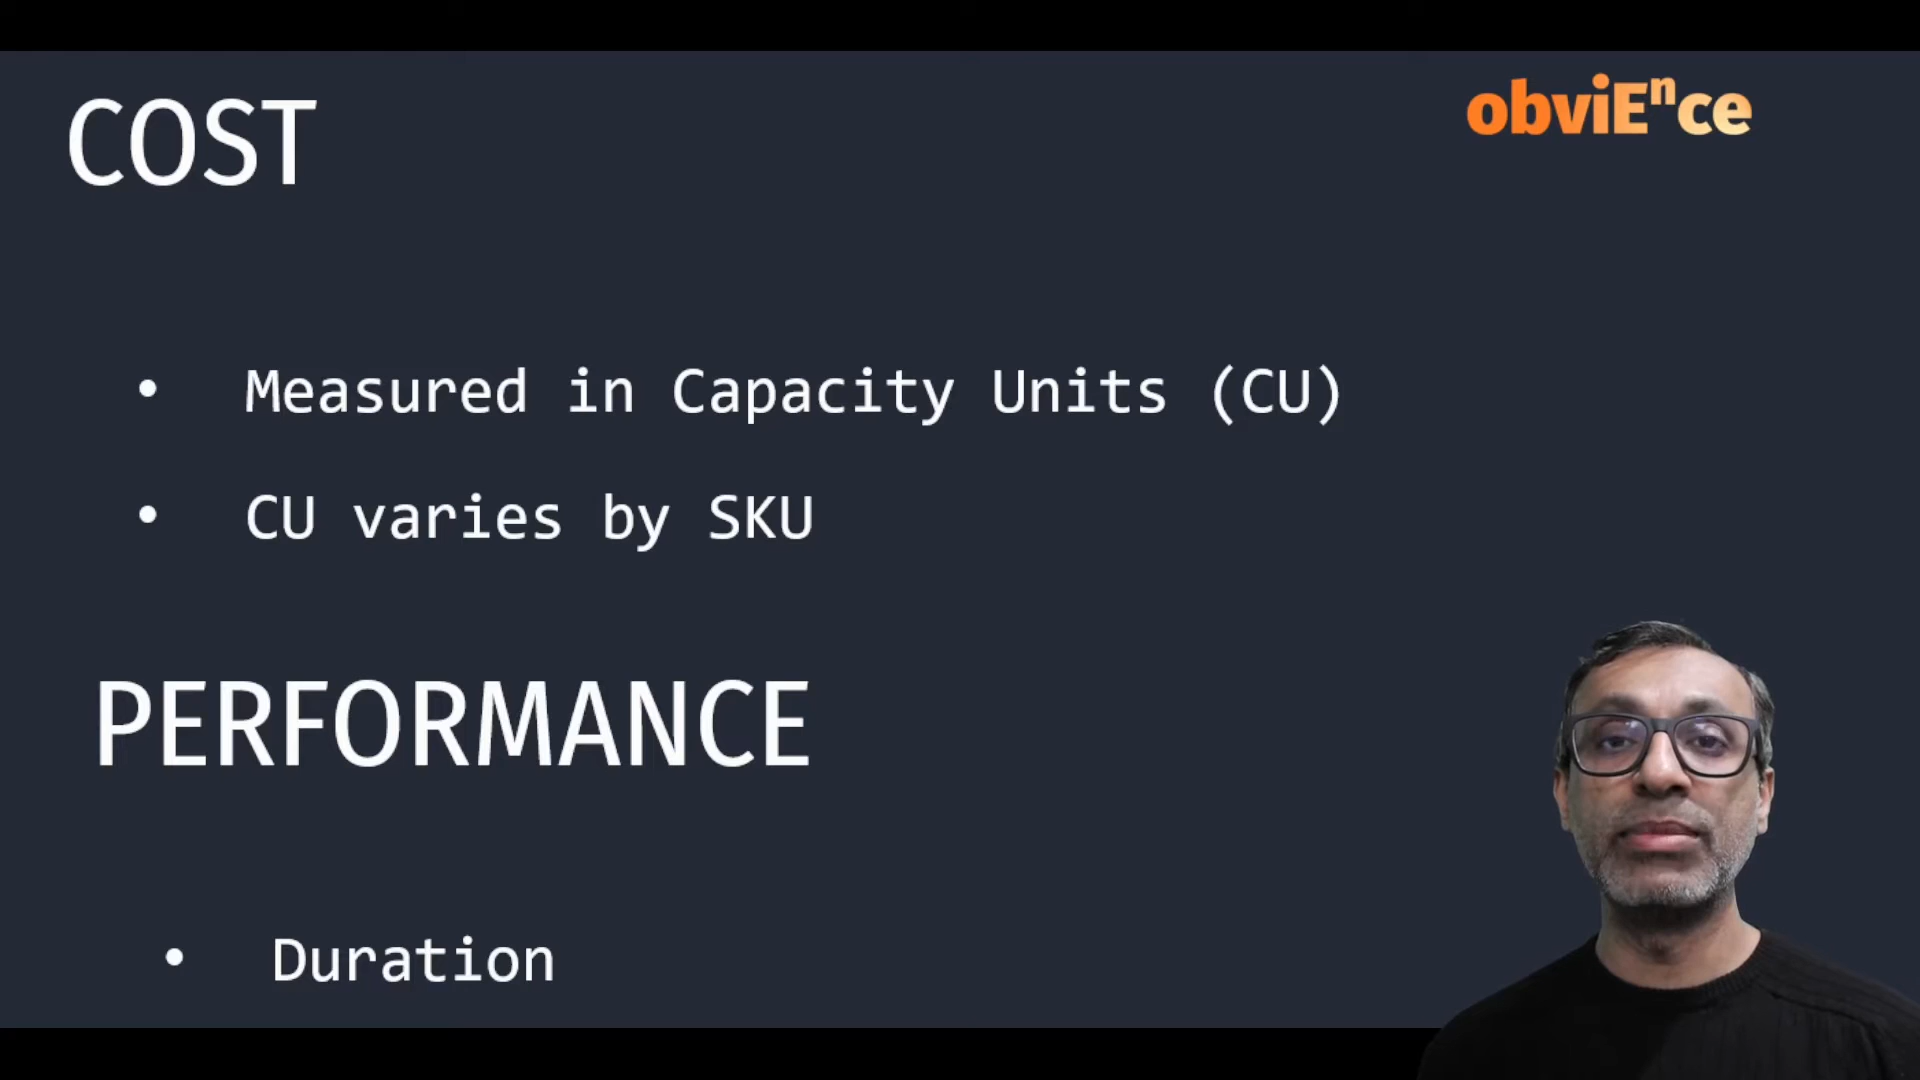 COST
obviEnce
• Measured in Capacity Units (CU)
• CU varies by SKU
PERFORMANCE
• Duration